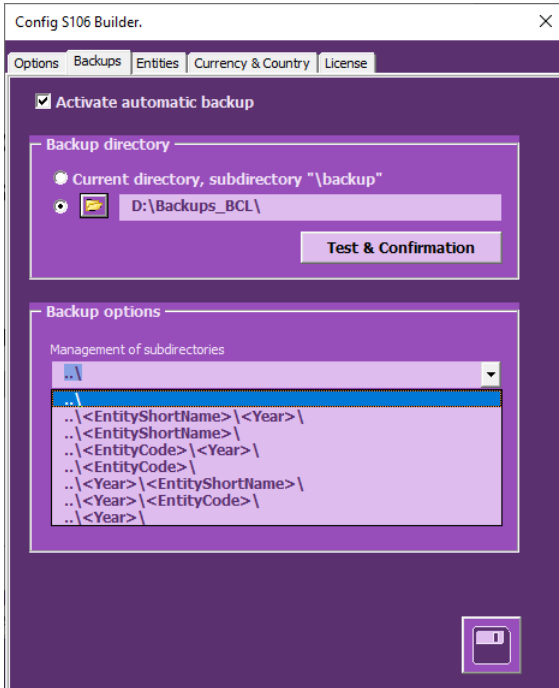 Config S106 Builder.
Options Backups Entities Currency & Country License
Activate automatic backup
Backup directory
Current directory, subdirectory "\backup"
D:\Backups_BCL\
Test & Confirmation
Backup options
Management of subdirectories
..\
..\
..\<EntityShortName>\<Year>\
..\<EntityShortName>\
..\<EntityCode>\<Year>\
..\<EntityCode>\
..\<Year>\<EntityShortName>\
..\<Year>\<EntityCode>\
..\<Year>\